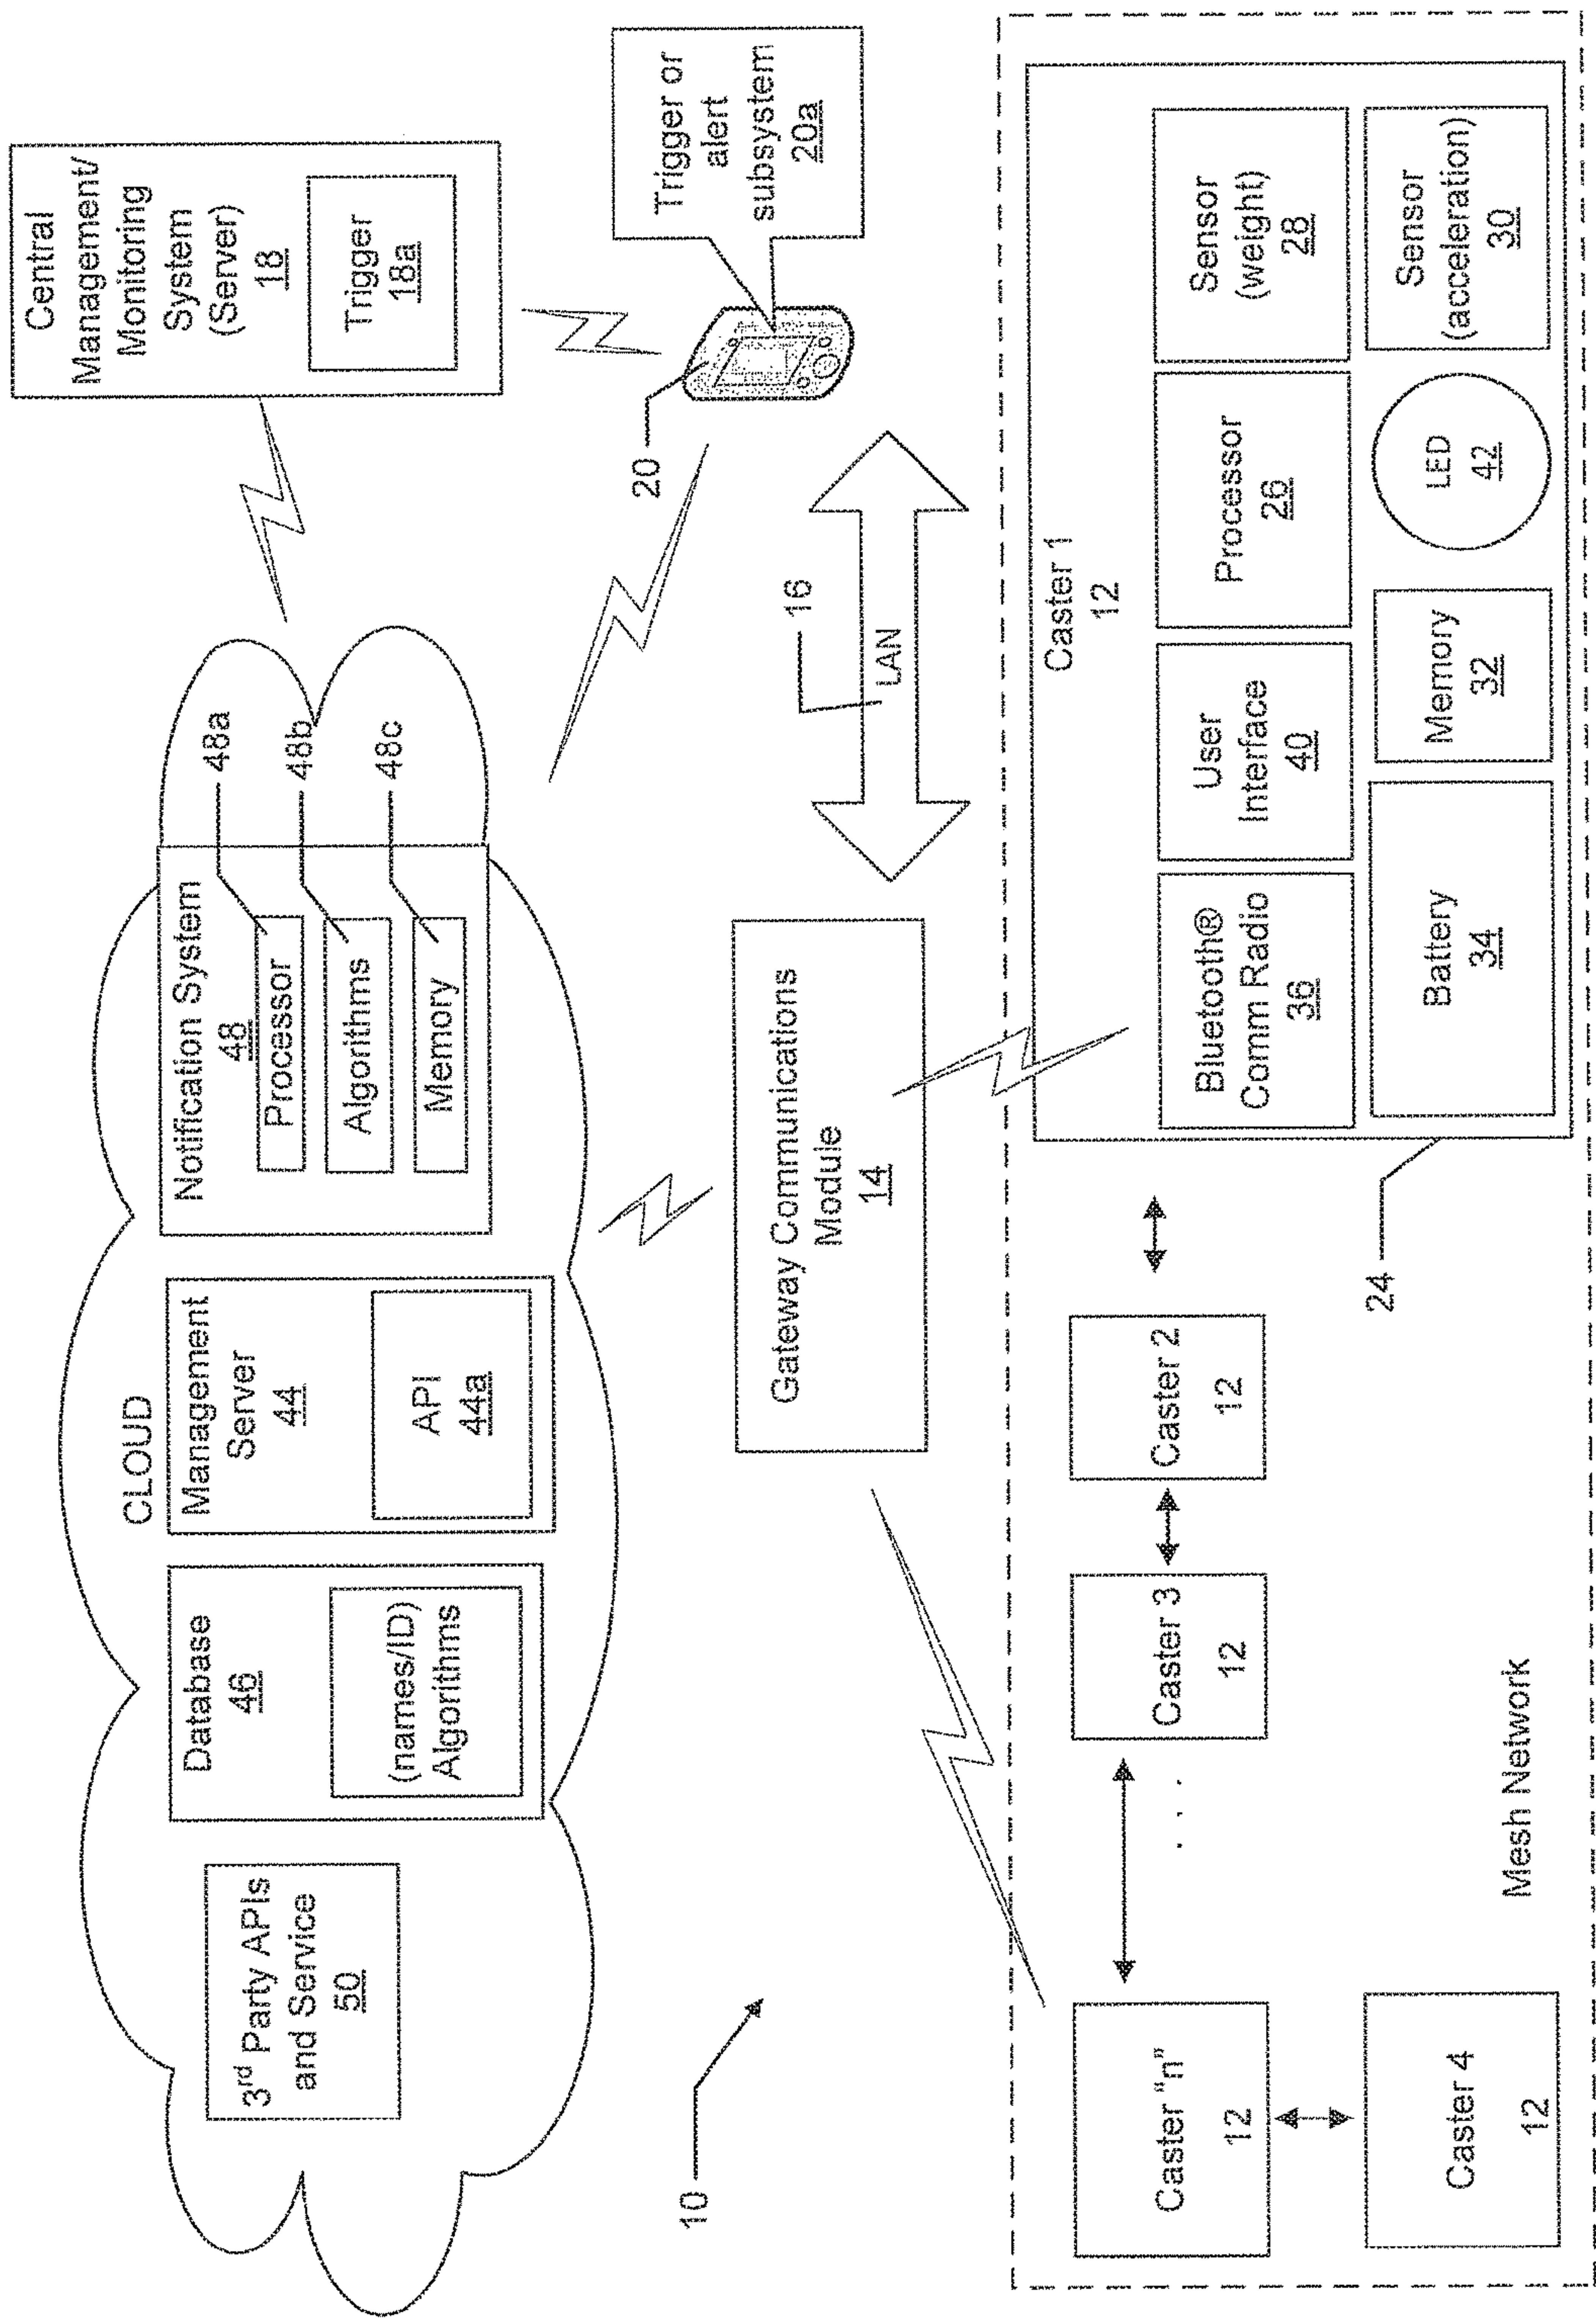 CLOUD
3rd Party APIs
and Service
50
Database
46
(names/ID)
Algorithms
Management
Server
44
API
44a
Notification System
48
Processor
Algorithms
Memory
48a
48b
48c
Central
Management/
Monitoring
System
(Server)
18
Trigger
18a
Trigger or
alert
subsystem
20a
20
10
Gateway Communications
Module
14
16
LAN
Caster "n"
12
Caster 4
12
. . .
Caster 3
12
Caster 2
12
Mesh Network
24
Caster 1
12
Bluetooth®
Comm Radio
36
User
Interface
40
Processor
26
Sensor
(weight)
28
Battery
34
Memory
32
LED
42
Sensor
(acceleration)
30